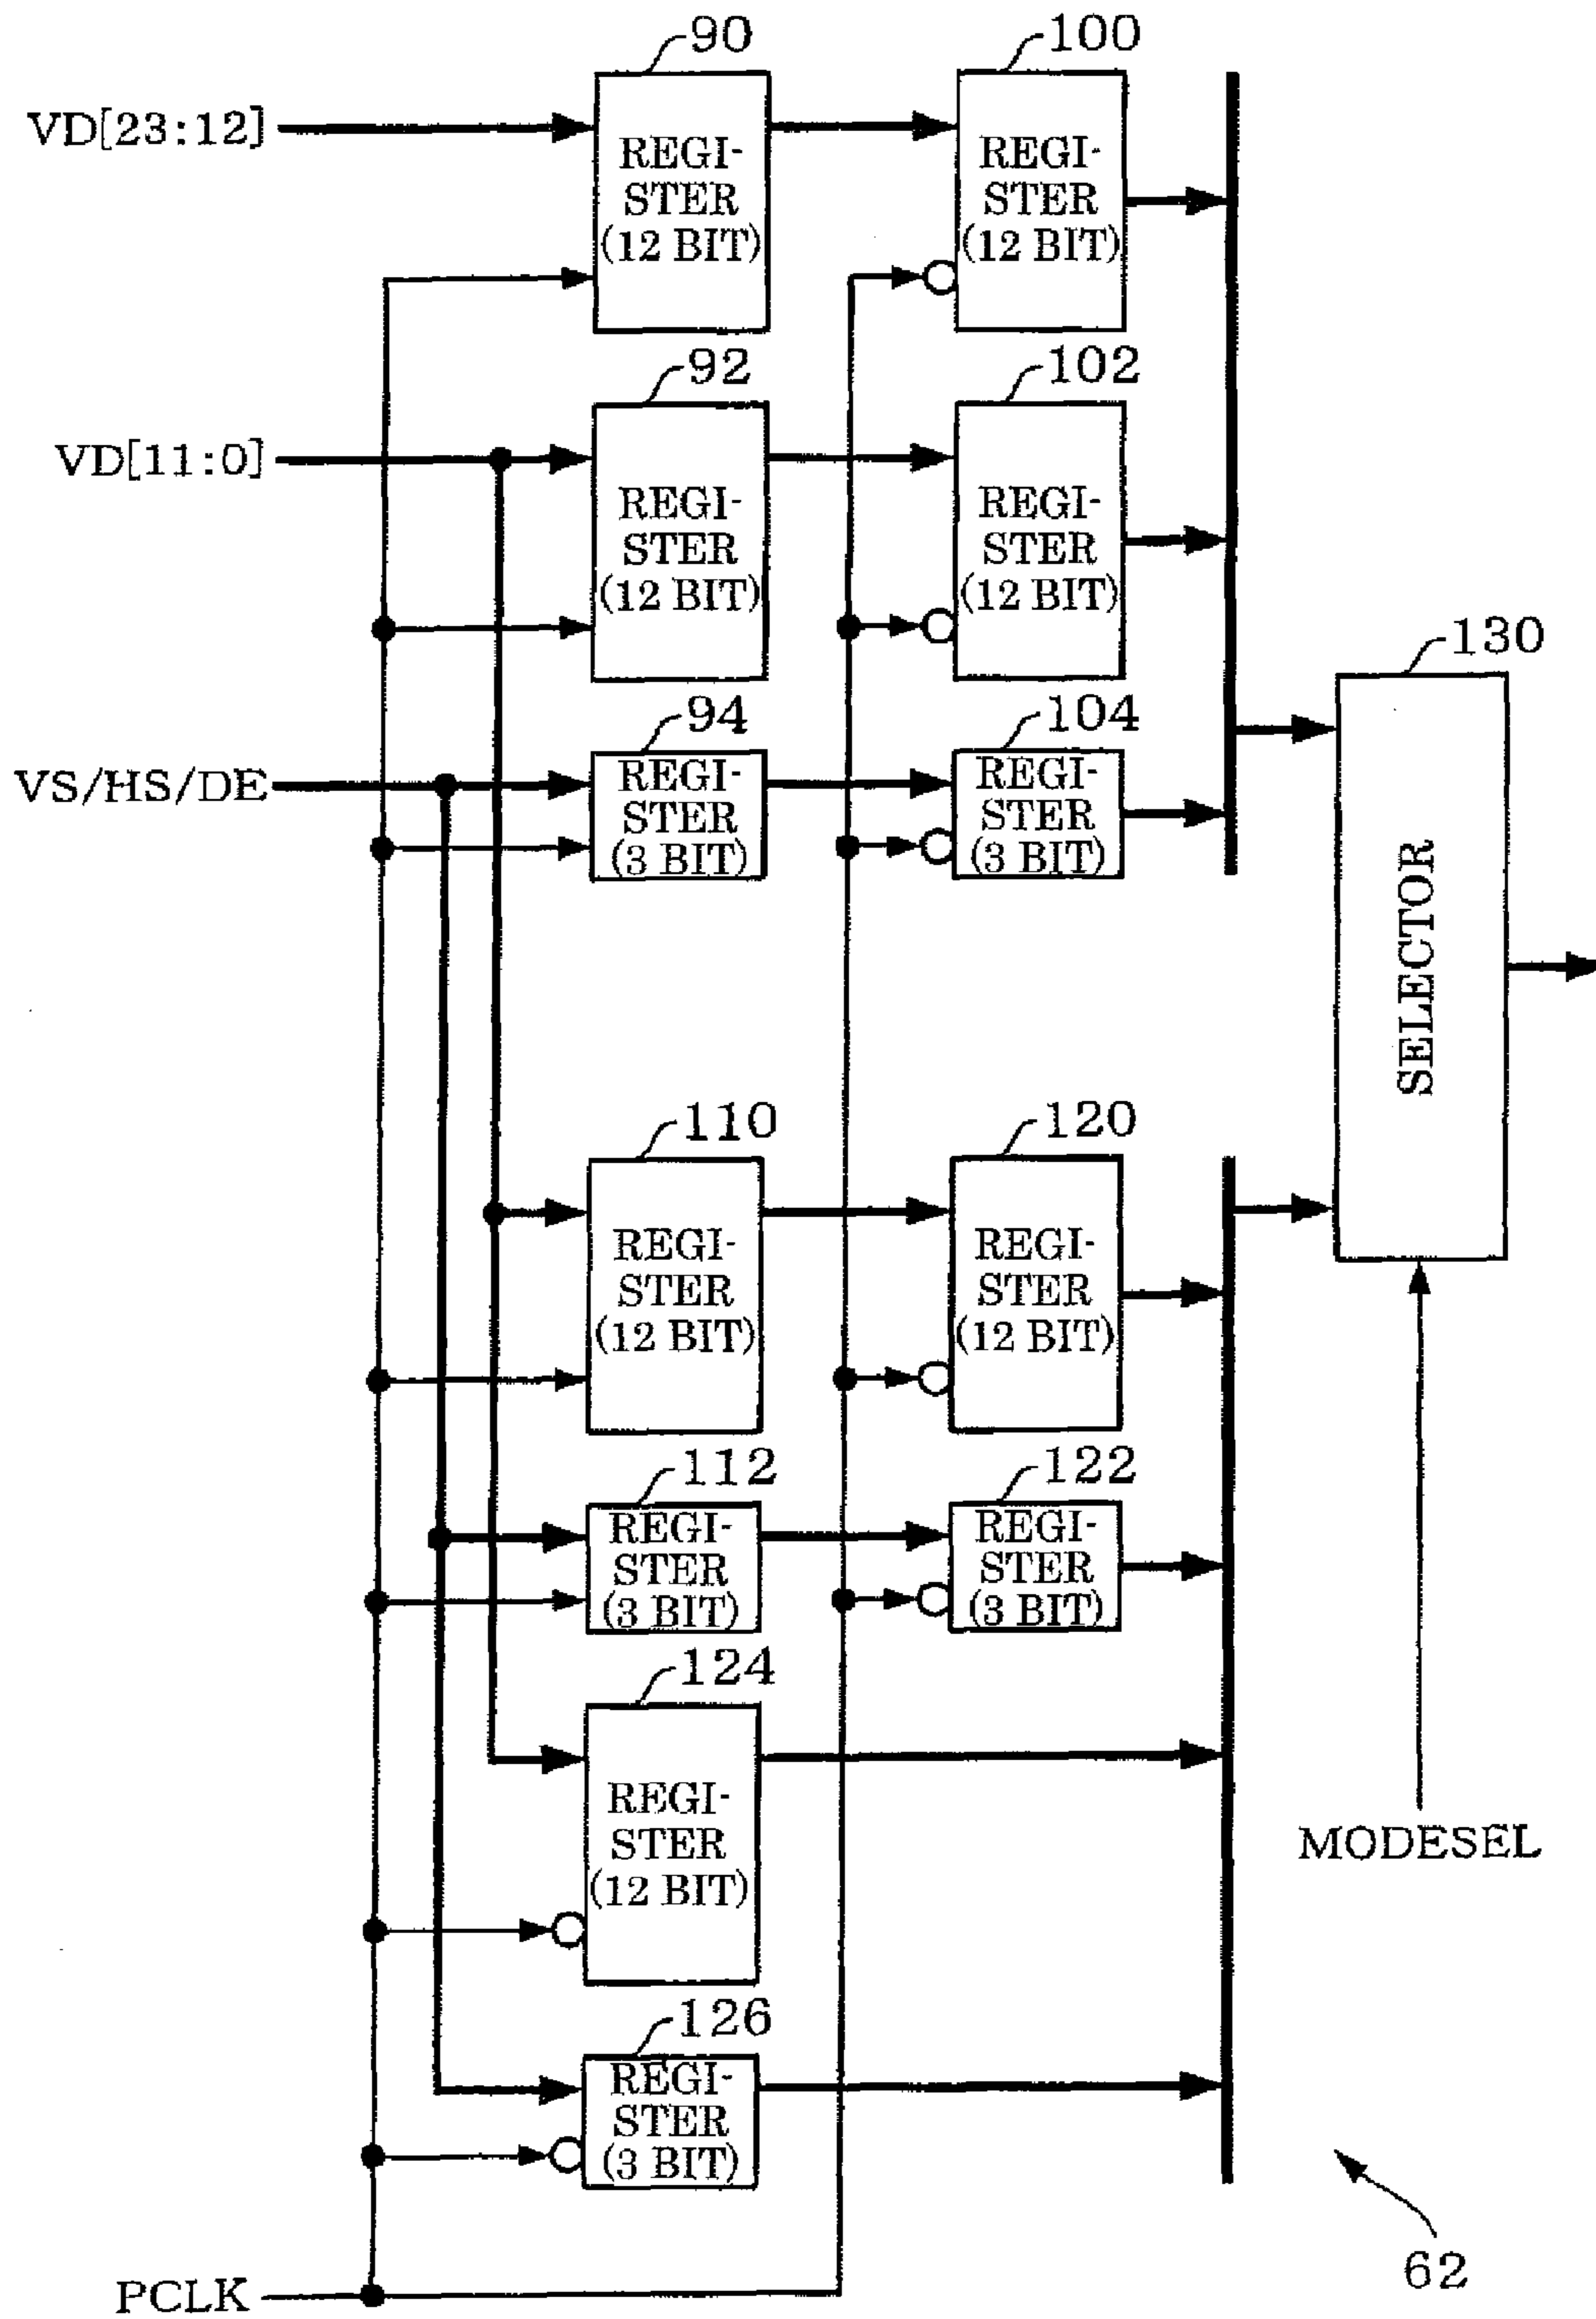 90
100
VD[23:12]
REGI-
STER
(12 BIT)
REGI-
STER
(12 BIT)
92
102
VD[11:0]
REGI-
STER
(12 BIT)
REGI-
STER
(12 BIT)
130
94
104
VS/HS/DE
REGI-
STER
(3 BIT)
REGI-
STER
(3 BIT)
SELECTOR
110
120
REGI-
STER
(12 BIT)
REGI-
STER
(12 BIT)
112
122
REGI-
STER
(3 BIT)
REGI-
STER
(3 BIT)
124
REGI-
STER
(12 BIT)
MODESEL
126
REGI-
STER
(3 BIT)
62
PCLK